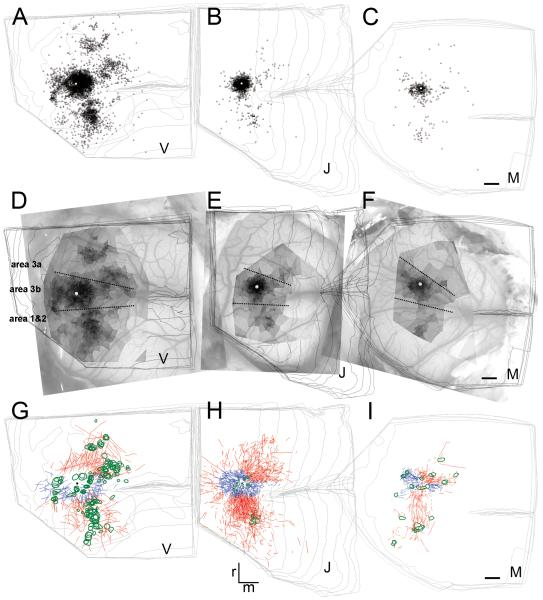 A B C
V J M
D E F
area 3a
area 3b
area 1&2
V J M
G H I
V J M
r
m